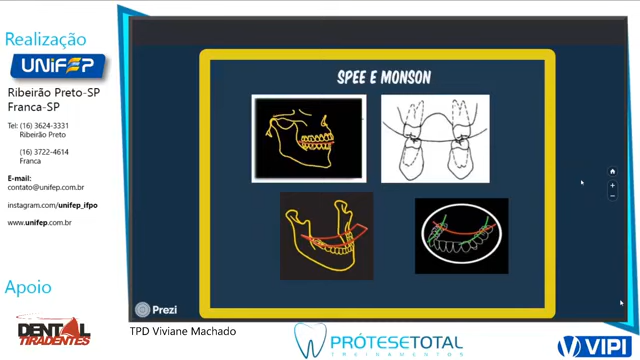 Realização
UNIFEP
Ribeirão Preto-SP
Franca-SP
Tel: (16) 3624-3331
Ribeirão Preto
(16) 3722-4614
Franca
E-mail:
contato@unifep.com.br
instagram.com/unifep_ifpo
www.unifep.com.br
Apoio
DENTAL
TIRADENTES
SPEE E MONSON
Prezi
TPD Viviane Machado
PRÓTESETOTAL
TREINAMENTOS
VIPI